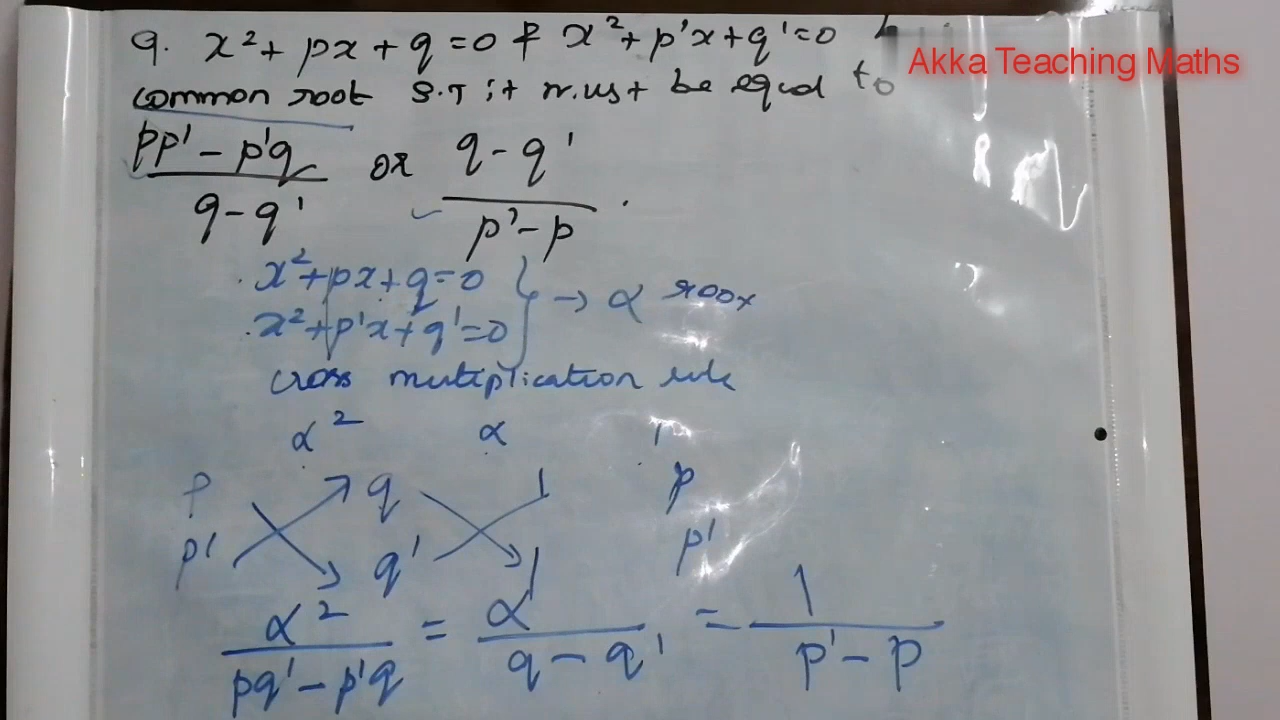 9. x² + px + q = 0 & x² + p'x + q' = 0
Akka Teaching Maths
common root S.T it must be equal to
pp' - p'q / q - q' or q - q' / p' - p .
x² + px + q = 0
x² + p'x + q' = 0 } → α root
cross multiplication rule
α² α 1
p q 1 p
p' q' 1 p'
α² / pq' - p'q = α / q - q' = 1 / p' - p